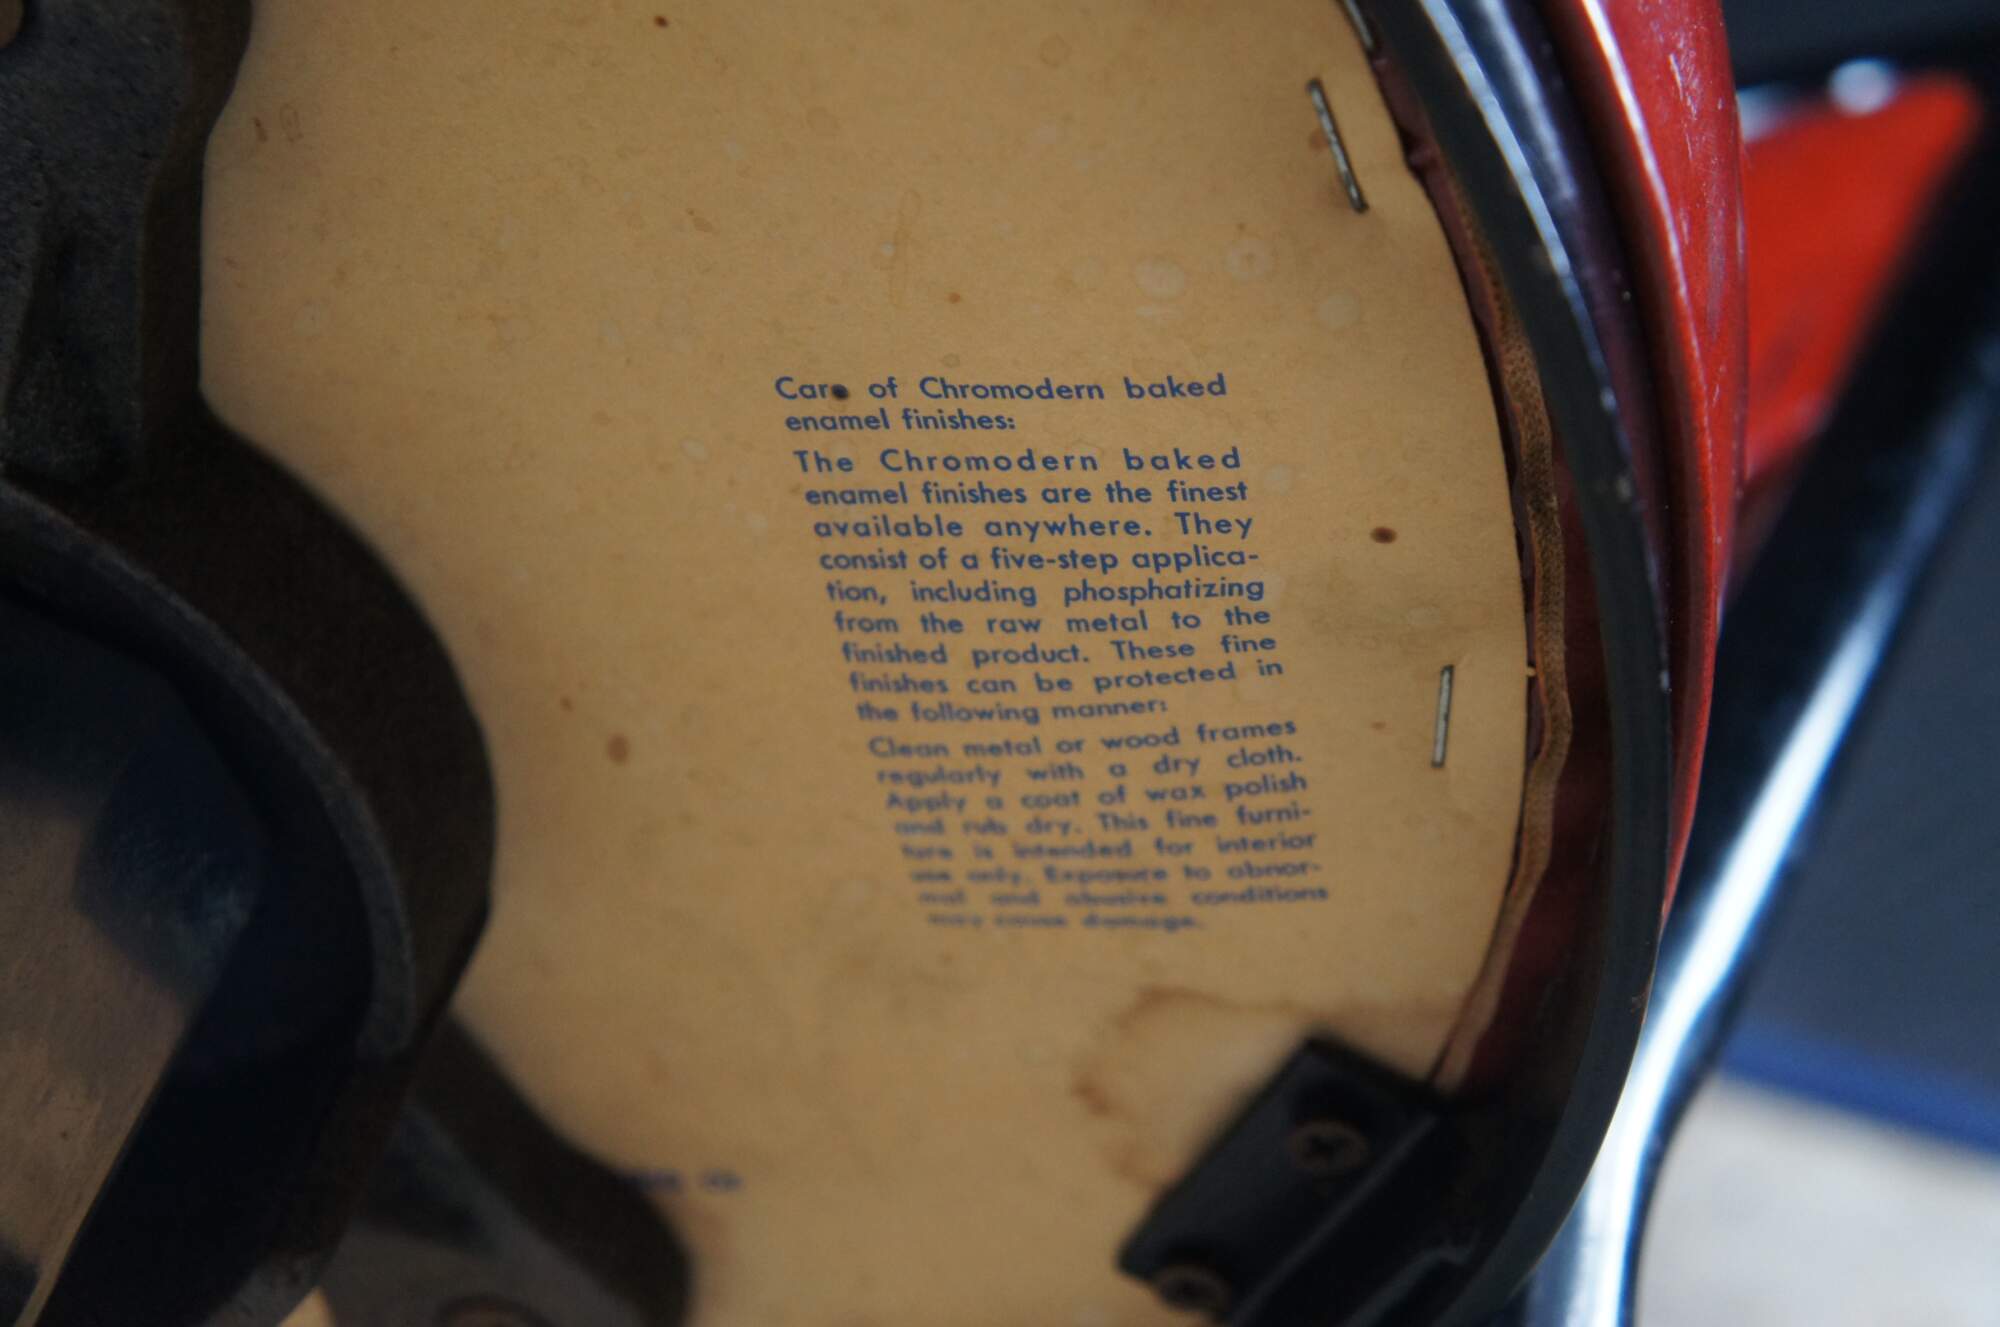 Care of Chromodern baked
enamel finishes:
The Chromodern baked
enamel finishes are the finest
available anywhere. They
consist of a five-step applica-
tion, including phosphatizing
from the raw metal to the
finished product. These fine
finishes can be protected in
the following manner:
Clean metal or wood frames
regularly with a dry cloth.
Apply a coat of wax polish
and rub dry. This fine furni-
ture is intended for interior
use only. Exposure to abnor-
mal and abusive conditions
may cause damage.